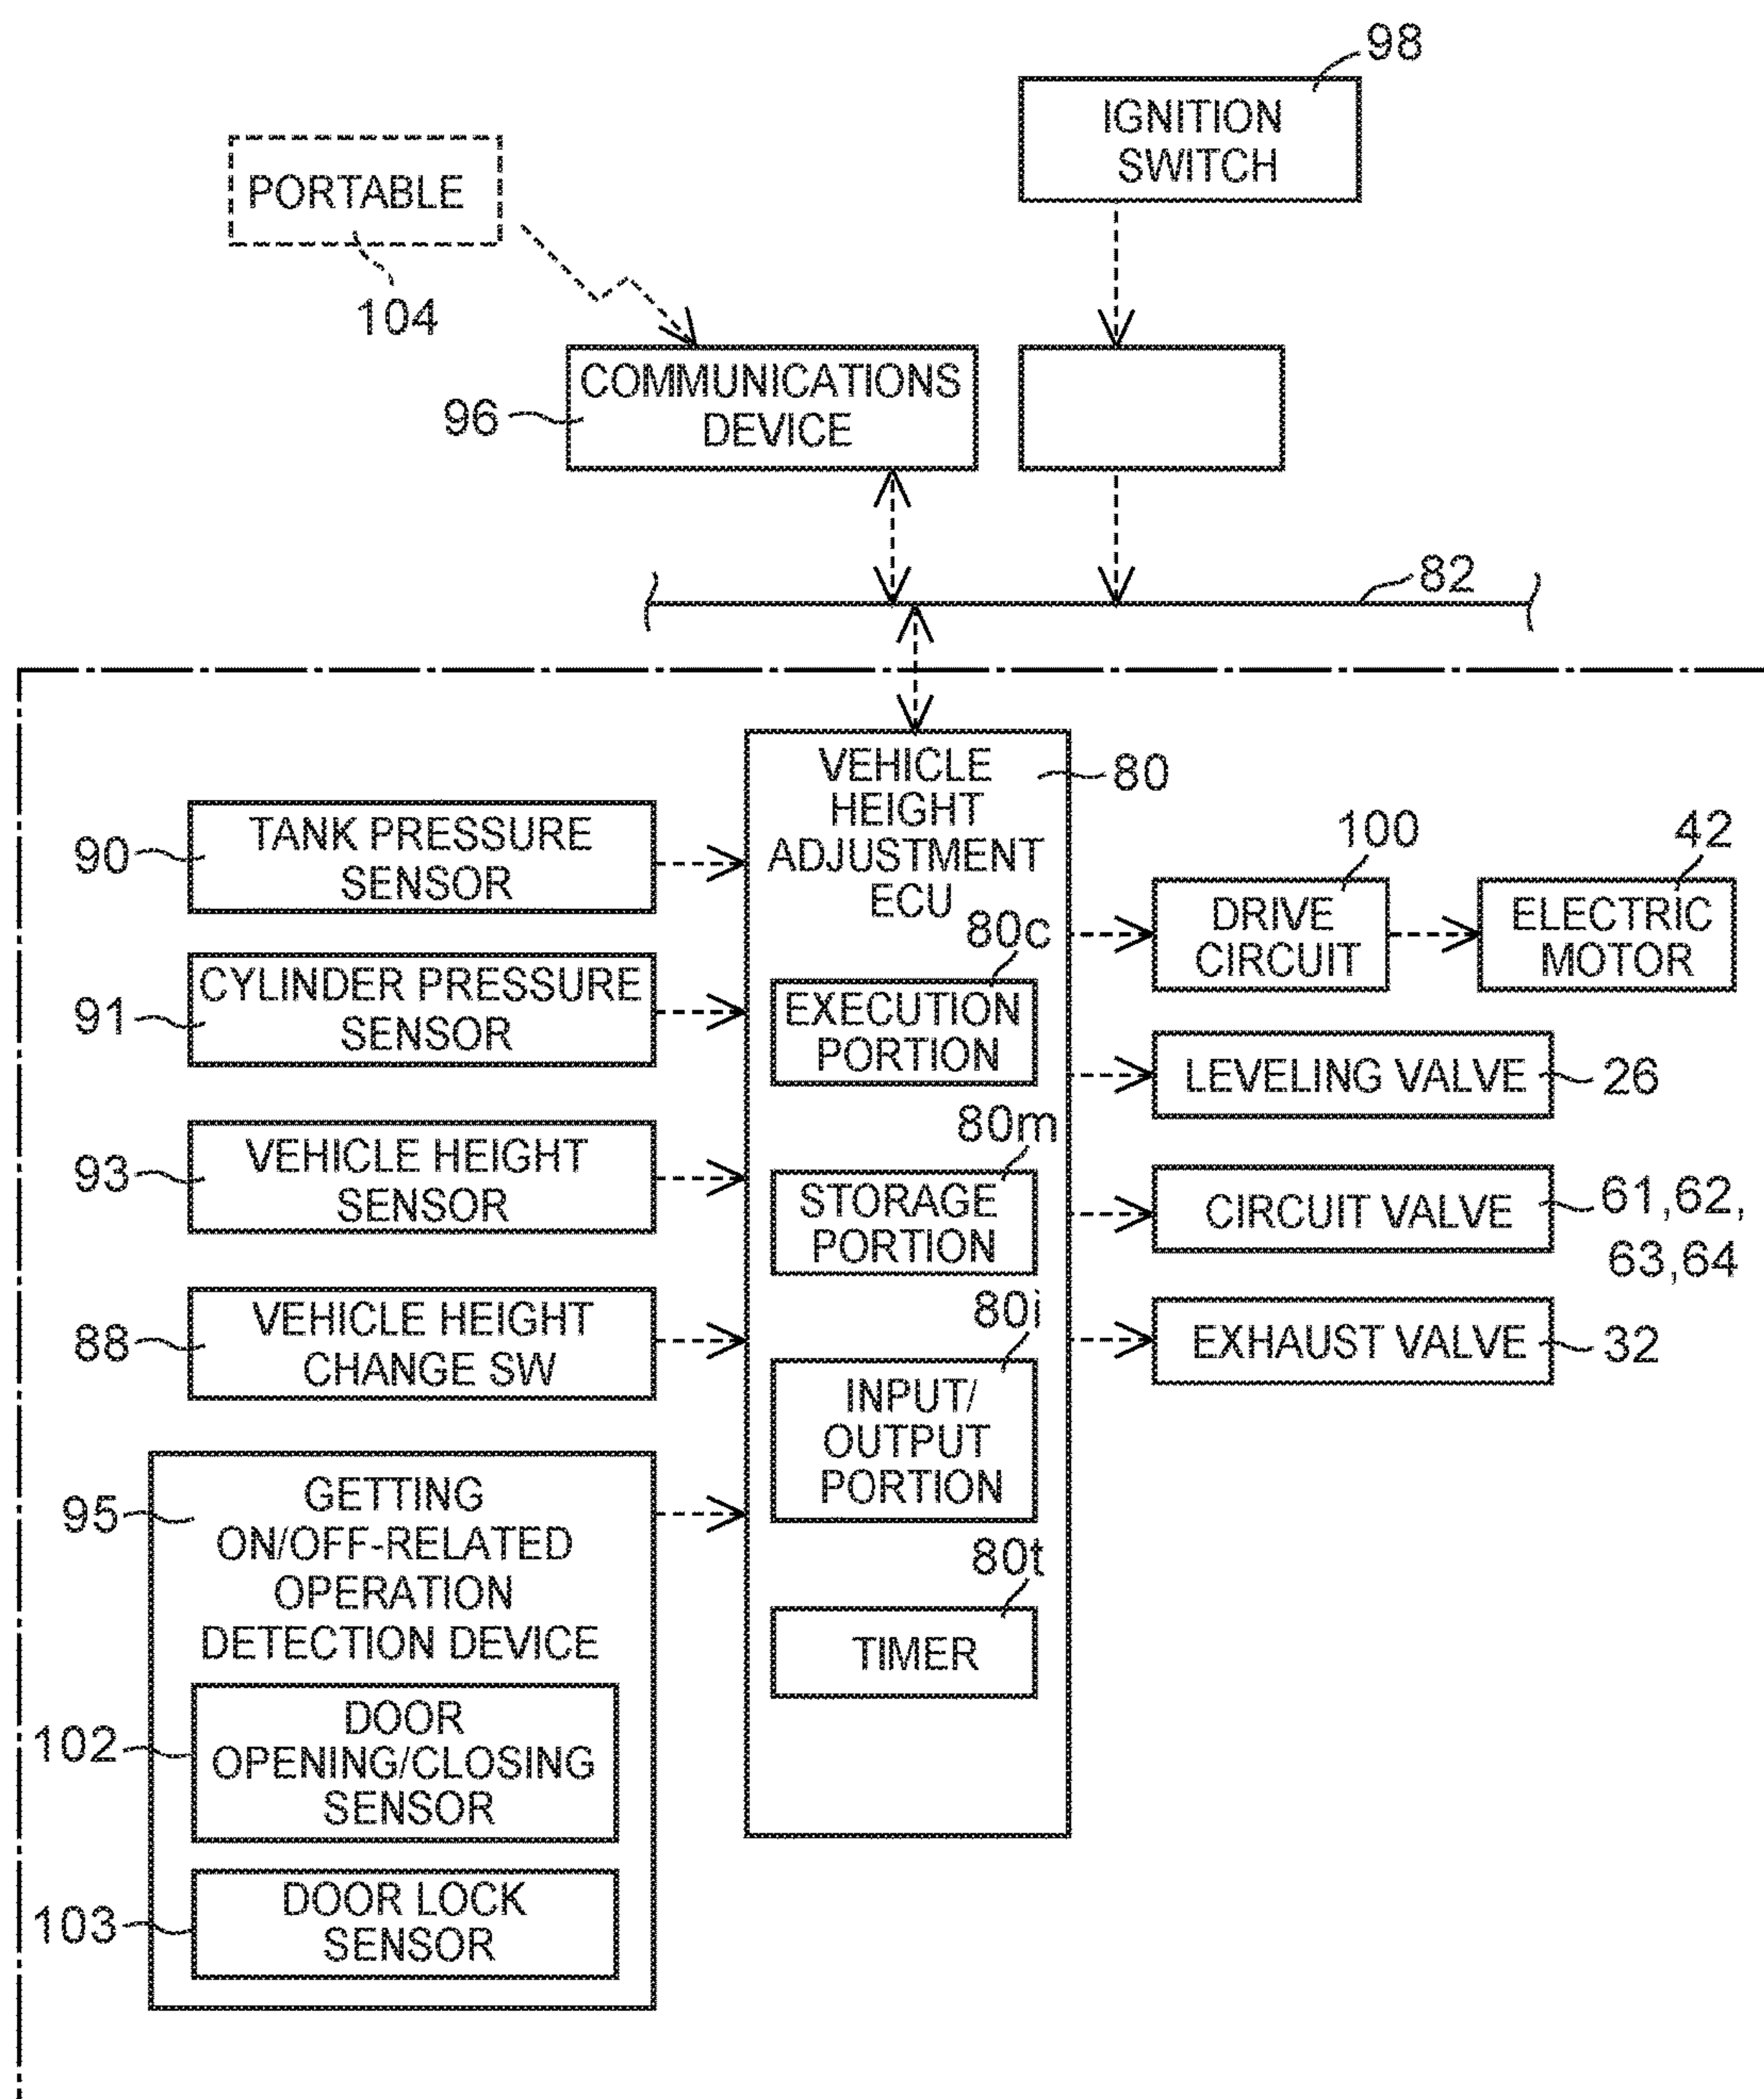 98
IGNITION
SWITCH
PORTABLE
104
96
COMMUNICATIONS
DEVICE
82
VEHICLE
HEIGHT
ADJUSTMENT
ECU
80
90
TANK PRESSURE
SENSOR
91
CYLINDER PRESSURE
SENSOR
93
VEHICLE HEIGHT
SENSOR
88
VEHICLE HEIGHT
CHANGE SW
95
GETTING
ON/OFF-RELATED
OPERATION
DETECTION DEVICE
102
DOOR
OPENING/CLOSING
SENSOR
103
DOOR LOCK
SENSOR
80c
EXECUTION
PORTION
80m
STORAGE
PORTION
80i
INPUT/
OUTPUT
PORTION
80t
TIMER
100
DRIVE
CIRCUIT
42
ELECTRIC
MOTOR
LEVELING VALVE
26
CIRCUIT VALVE
61,62,
63,64
EXHAUST VALVE
32